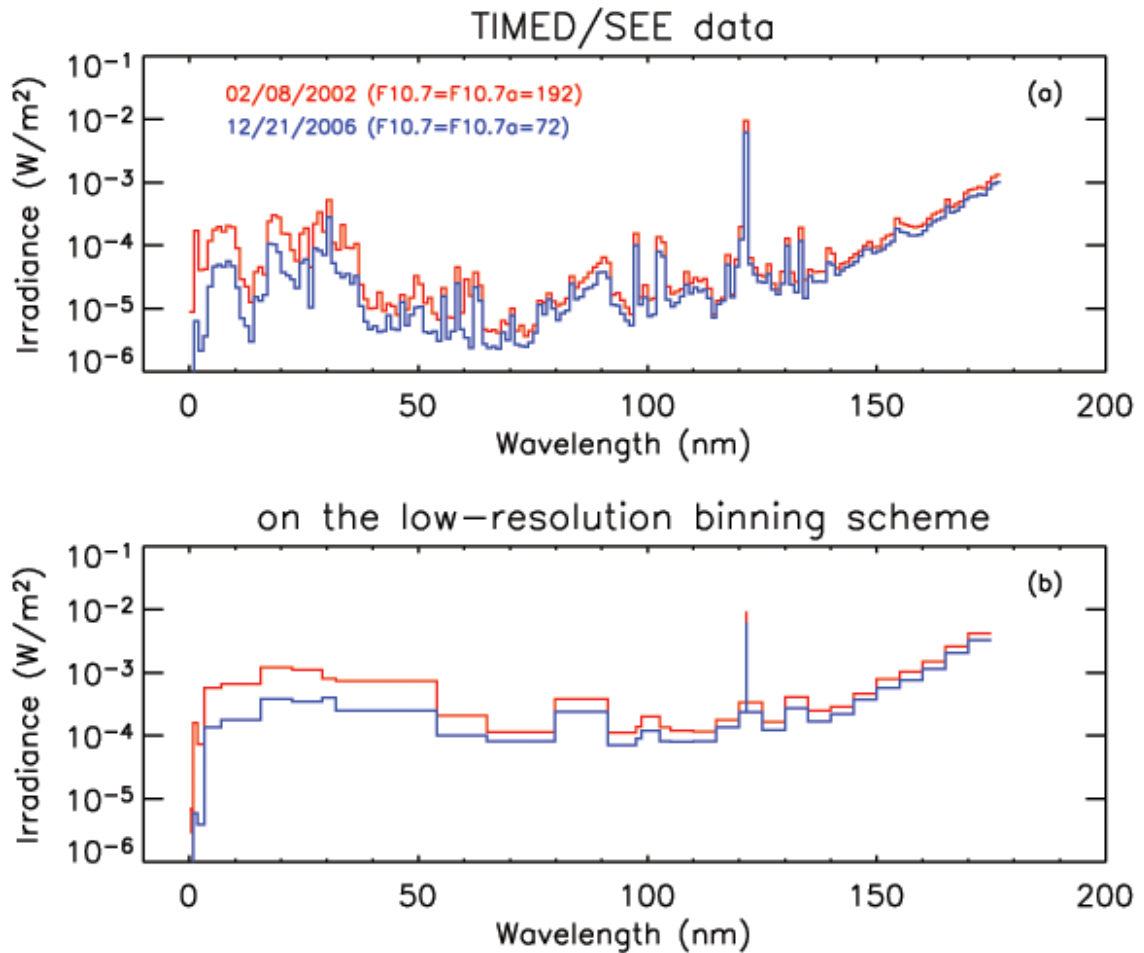 TIMED/SEE data
10-1
10-2
10-3
10-4
10-5
10-6
Irradiance (W/m2)
02/08/2002 (F10.7=F10.7a=192)
12/21/2006 (F10.7=F10.7a=72)
(a)
0 50 100 150 200
Wavelength (nm)
on the low-resolution binning scheme
10-1
10-2
10-3
10-4
10-5
10-6
Irradiance (W/m2)
(b)
0 50 100 150 200
Wavelength (nm)